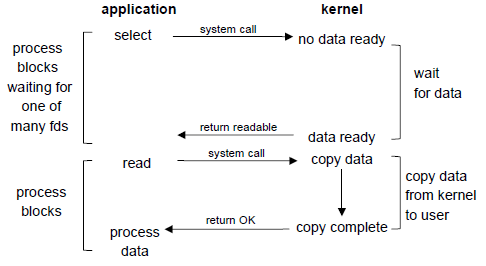 application
kernel
select
system call
no data ready
process
blocks
waiting for
one of
many fds
wait
for data
return readable
data ready
read
system call
copy data
process
blocks
copy data
from kernel
to user
return OK
copy complete
process
data